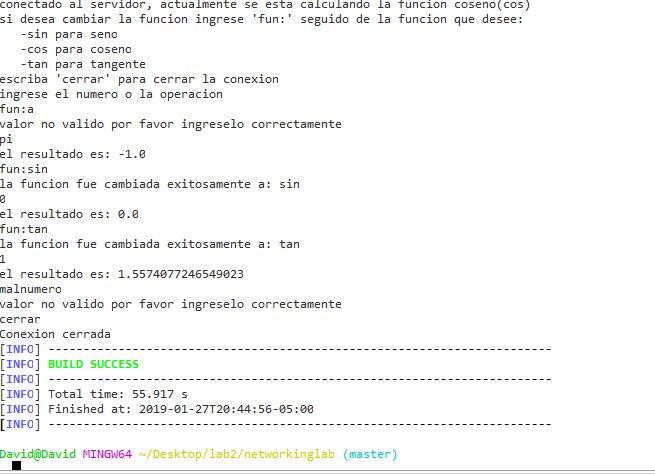 conectado al servidor, actualmente se esta calculando la funcion coseno(cos)
si desea cambiar la funcion ingrese 'fun:' seguido de la funcion que desee:
-sin para seno
-cos para coseno
-tan para tangente
escriba 'cerrar' para cerrar la conexion
ingrese el numero o la operacion
fun:a
valor no valido por favor ingreselo correctamente
pi
el resultado es: -1.0
fun:sin
la funcion fue cambiada exitosamente a: sin
0
el resultado es: 0.0
fun:tan
la funcion fue cambiada exitosamente a: tan
1
el resultado es: 1.5574077246549023
malnumero
valor no valido por favor ingreselo correctamente
cerrar
Conexion cerrada
[INFO] ------------------------------------------------------------------------
[INFO] BUILD SUCCESS
[INFO] ------------------------------------------------------------------------
[INFO] Total time: 55.917 s
[INFO] Finished at: 2019-01-27T20:44:56-05:00
[INFO] ------------------------------------------------------------------------
David@David MINGW64 ~/Desktop/lab2/networkinglab (master)